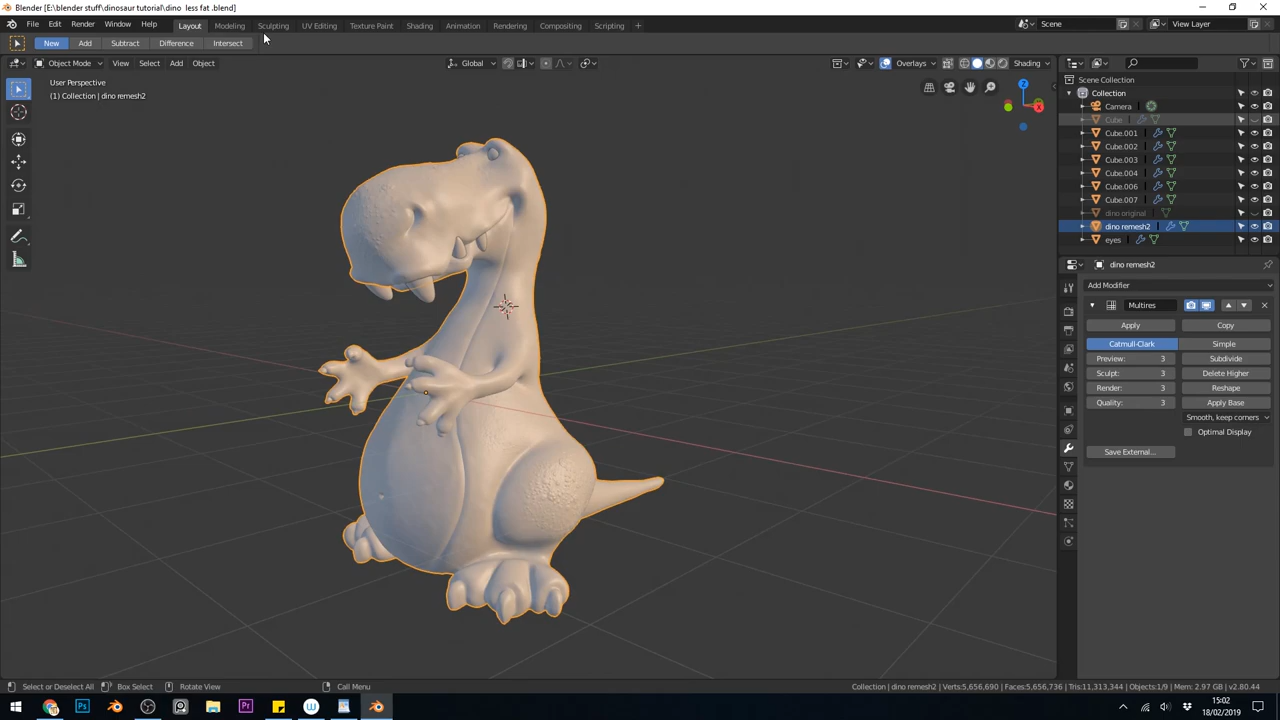 Blender [E:\blender stuff\dinosaur tutorial\dino  less fat .blend]
File Edit Render Window Help Layout Modeling Sculpting UV Editing Texture Paint Shading Animation Rendering Compositing Scripting + Scene View Layer
New Add Subtract Difference Intersect
Object Mode View Select Add Object Global Overlays Shading
User Perspective
(1) Collection | dino remesh2
Z
Y
X
Scene Collection
Collection
Camera
Cube
Cube.001
Cube.002
Cube.003
Cube.004
Cube.006
Cube.007
dino original
dino remesh2
eyes
dino remesh2
Add Modifier
Multires
Apply Copy
Catmull-Clark Simple
Preview: 3 Subdivide
Sculpt: 3 Delete Higher
Render: 3 Reshape
Quality: 3 Apply Base
Smooth, keep corners
Optimal Display
Save External...
Select or Deselect All Box Select Rotate View Call Menu Collection | dino remesh2 | Verts:5,656,690 | Faces:5,656,736 | Tris:11,313,344 | Objects:1/9 | Mem: 2.97 GB | v2.80.44
15:02
18/02/2019